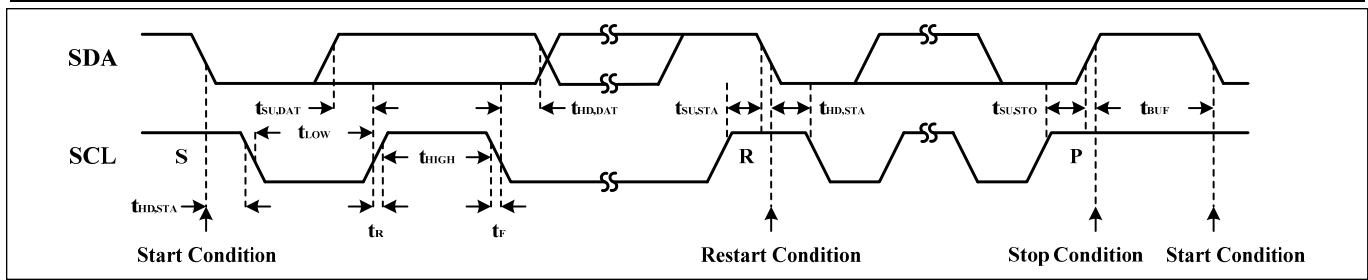 SDA
tSU,DAT tHD,DAT tSU,STA tHD,STA tSU,STO tBUF
tLOW
SCL S tHIGH R P
tHD,STA
tR tF
Start Condition Restart Condition Stop Condition Start Condition